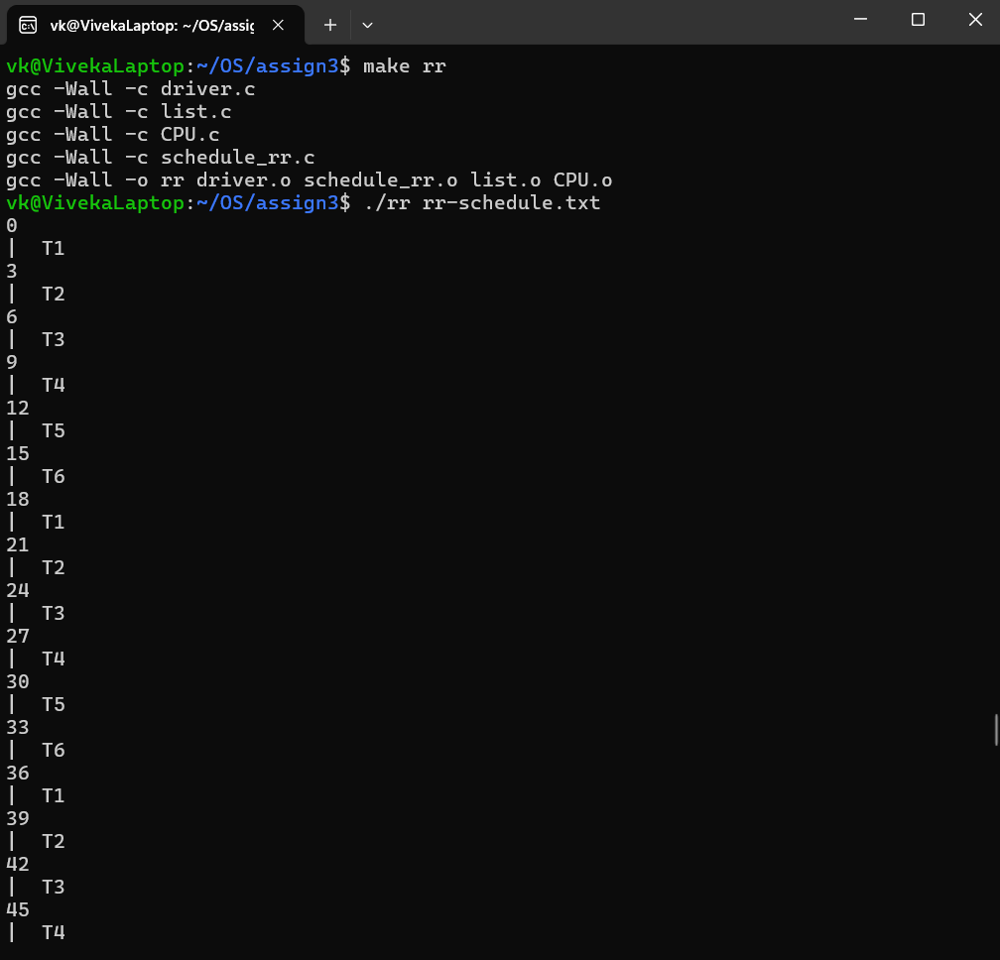 vk@VivekaLaptop: ~/OS/assig
vk@VivekaLaptop:~/OS/assign3$ make rr
gcc -Wall -c driver.c
gcc -Wall -c list.c
gcc -Wall -c CPU.c
gcc -Wall -c schedule_rr.c
gcc -Wall -o rr driver.o schedule_rr.o list.o CPU.o
vk@VivekaLaptop:~/OS/assign3$ ./rr rr-schedule.txt
0
|  T1
3
|  T2
6
|  T3
9
|  T4
12
|  T5
15
|  T6
18
|  T1
21
|  T2
24
|  T3
27
|  T4
30
|  T5
33
|  T6
36
|  T1
39
|  T2
42
|  T3
45
|  T4